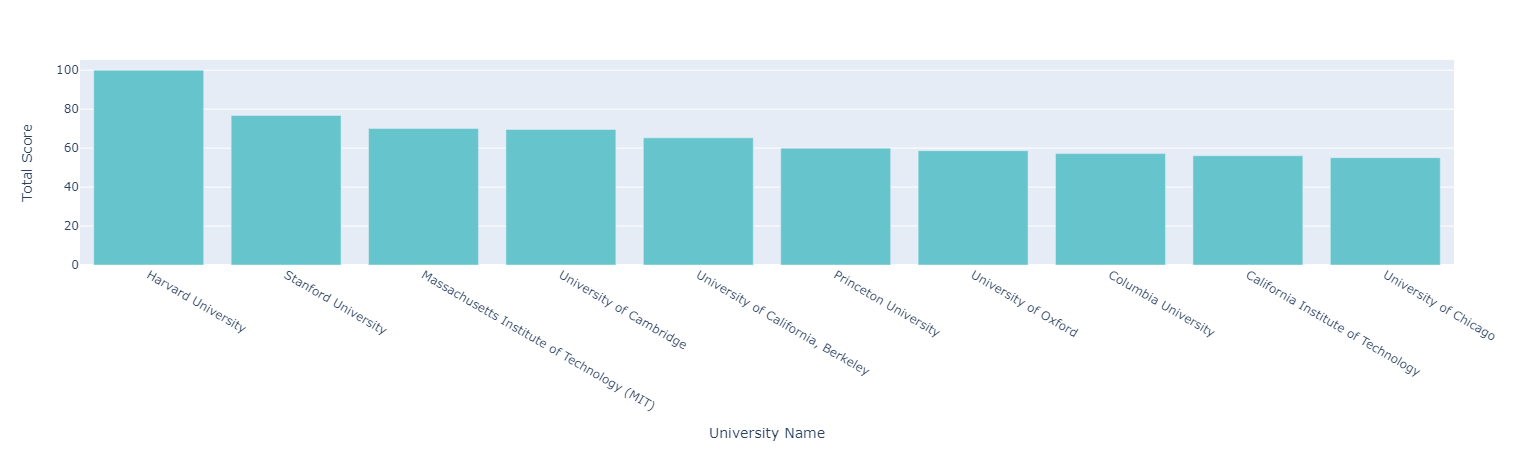 100
80
60
40
20
0
Total Score
Harvard University
Stanford University
Massachusetts Institute of Technology (MIT)
University of Cambridge
University of California, Berkeley
Princeton University
University of Oxford
Columbia University
California Institute of Technology
University of Chicago
University Name